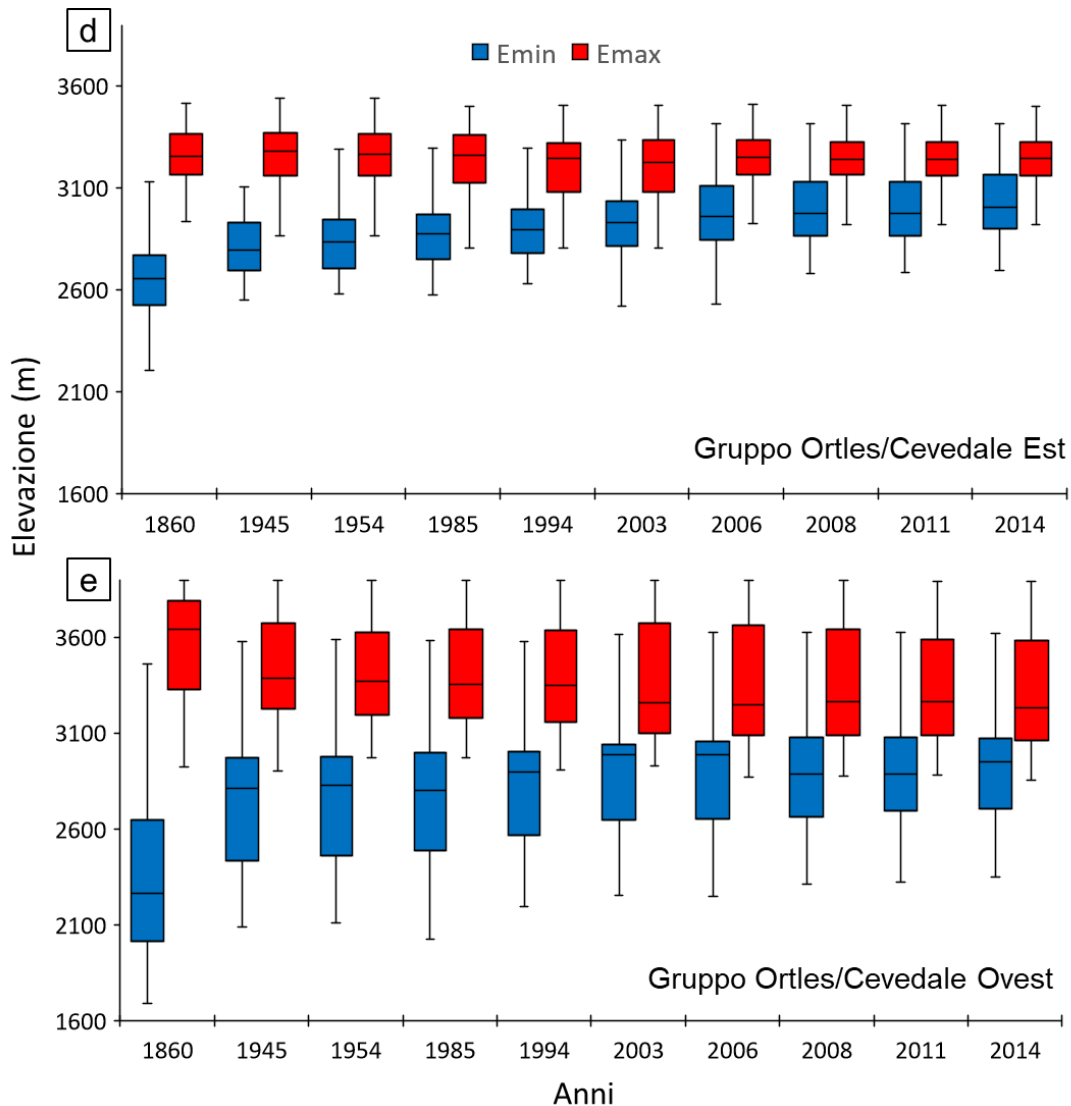 d
Emin Emax
3600
3100
2600
2100
1600
Gruppo Ortles/Cevedale Est
1860 1945 1954 1985 1994 2003 2006 2008 2011 2014
Elevazione (m)
e
3600
3100
2600
2100
1600
Gruppo Ortles/Cevedale Ovest
1860 1945 1954 1985 1994 2003 2006 2008 2011 2014
Anni